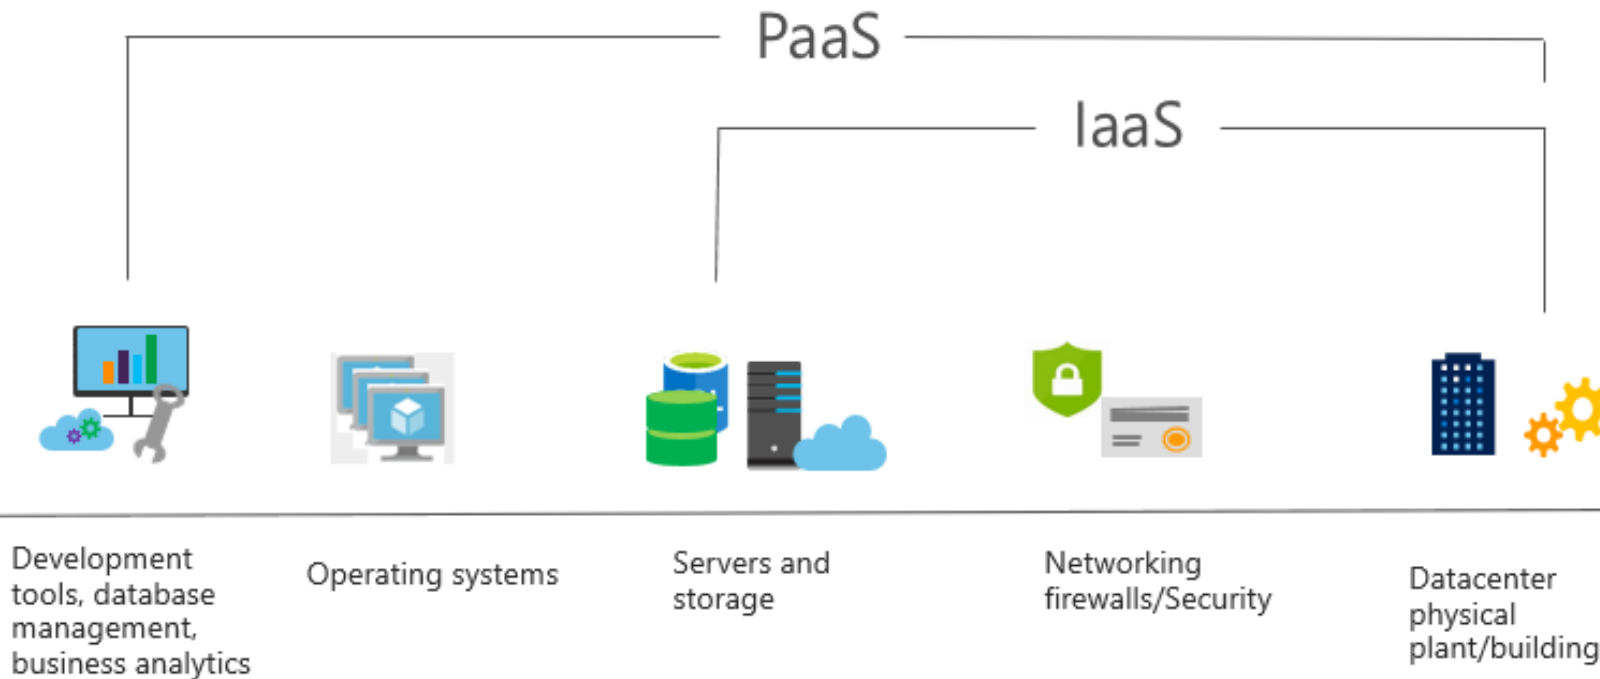 PaaS
IaaS
Development
tools, database
management,
business analytics
Operating systems
Servers and
storage
Networking
firewalls/Security
Datacenter
physical
plant/building